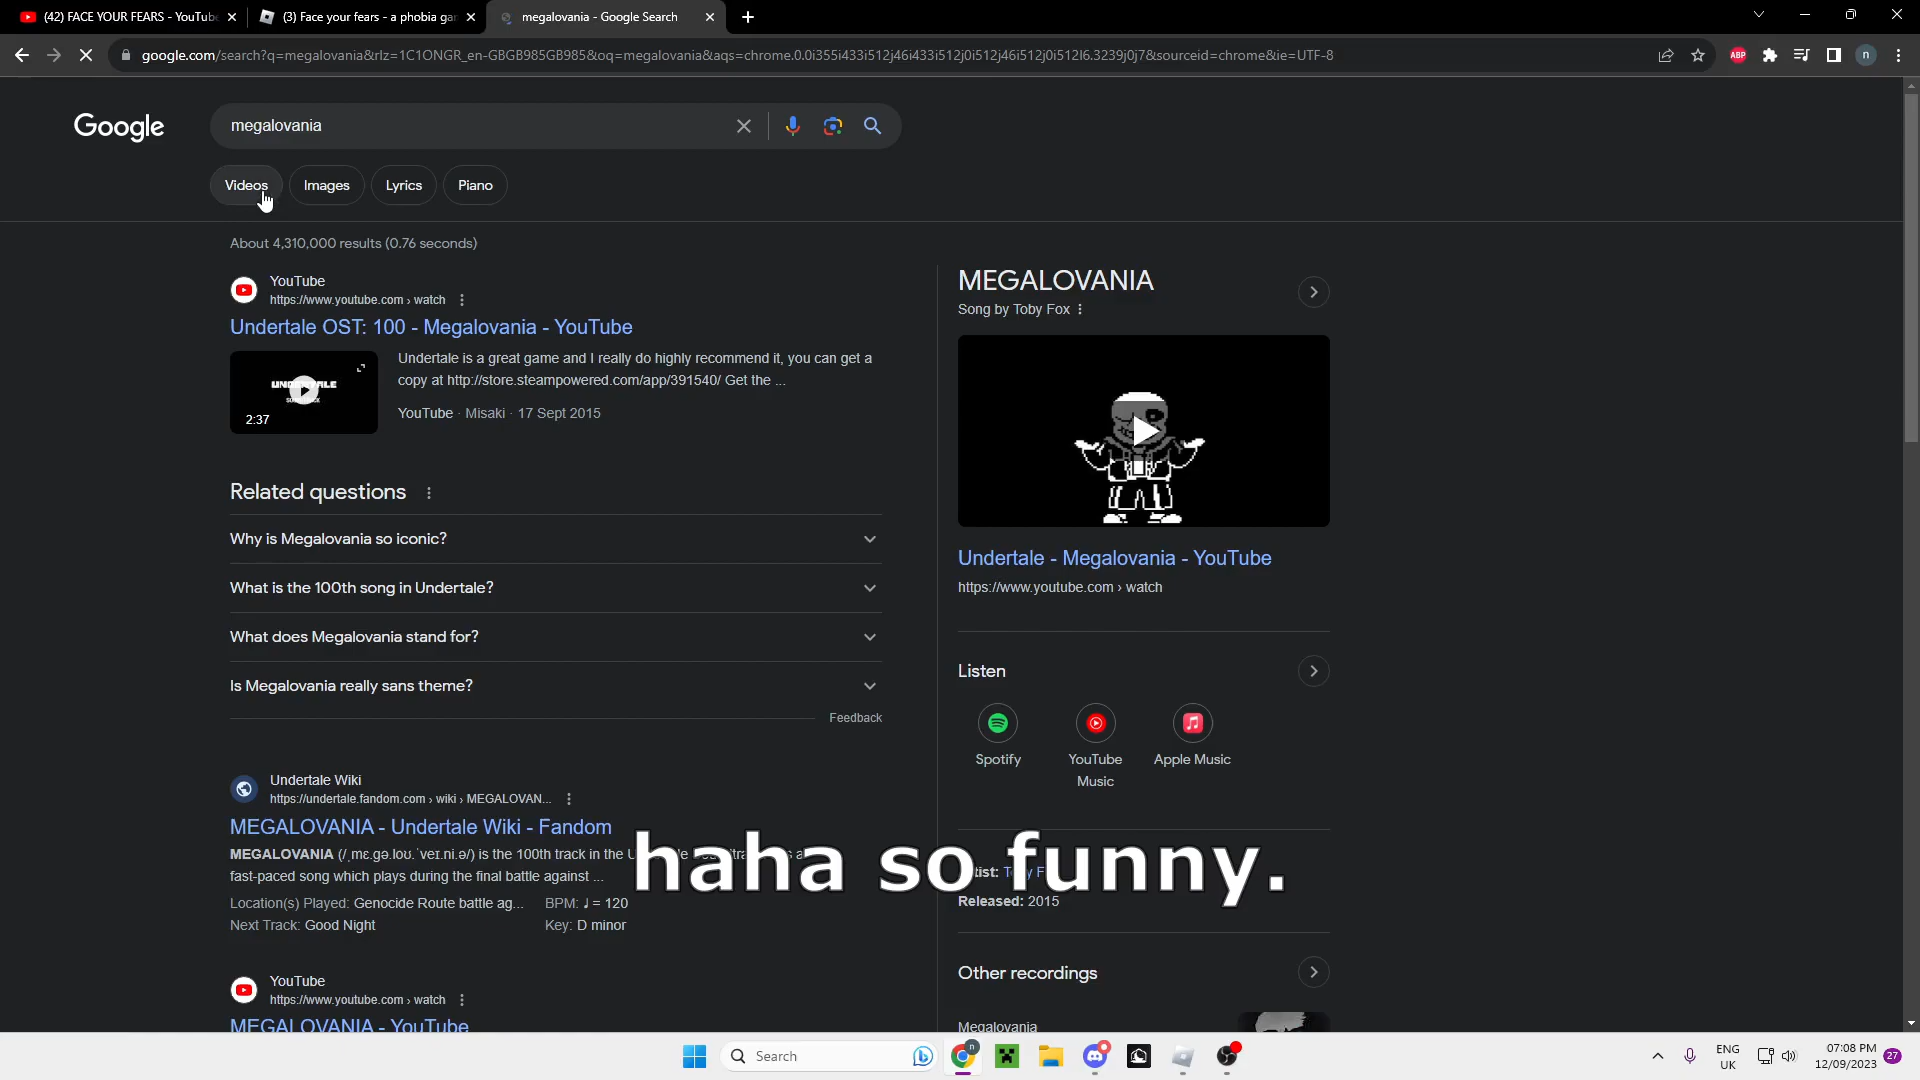 (42) FACE YOUR FEARS - YouTube
(3) Face your fears - a phobia gam
megalovania - Google Search
google.com/search?q=megalovania&rlz=1C1ONGR_en-GBGB985GB985&oq=megalovania&aqs=chrome.0.0i355i433i512j46i433i512j0i512j46i512j0i512l6.3239j0j7&sourceid=chrome&ie=UTF-8
ABP
n
Google
megalovania
Videos
Images
Lyrics
Piano
About 4,310,000 results (0.76 seconds)
YouTube
https://www.youtube.com › watch
Undertale OST: 100 - Megalovania - YouTube
UNDERTALE
SOUNDTRACK
2:37
Undertale is a great game and I really do highly recommend it, you can get a
copy at http://store.steampowered.com/app/391540/ Get the ...
YouTube · Misaki · 17 Sept 2015
Related questions
Why is Megalovania so iconic?
What is the 100th song in Undertale?
What does Megalovania stand for?
Is Megalovania really sans theme?
Feedback
Undertale Wiki
https://undertale.fandom.com › wiki › MEGALOVAN...
MEGALOVANIA - Undertale Wiki - Fandom
MEGALOVANIA (/ˌmɛ.gə.loʊ.ˈveɪ.ni.ə/) is the 100th track in the
fast-paced song which plays during the final battle against ...
Location(s) Played: Genocide Route battle ag...
BPM: ♩ = 120
Next Track: Good Night
Key: D minor
YouTube
https://www.youtube.com › watch
MEGALOVANIA - YouTube
MEGALOVANIA
Song by Toby Fox
Undertale - Megalovania - YouTube
https://www.youtube.com › watch
Listen
Spotify
YouTube
Music
Apple Music
haha so funny.
Released: 2015
Other recordings
Megalovania
Search
n
ENG
UK
07:08 PM
12/09/2023
27